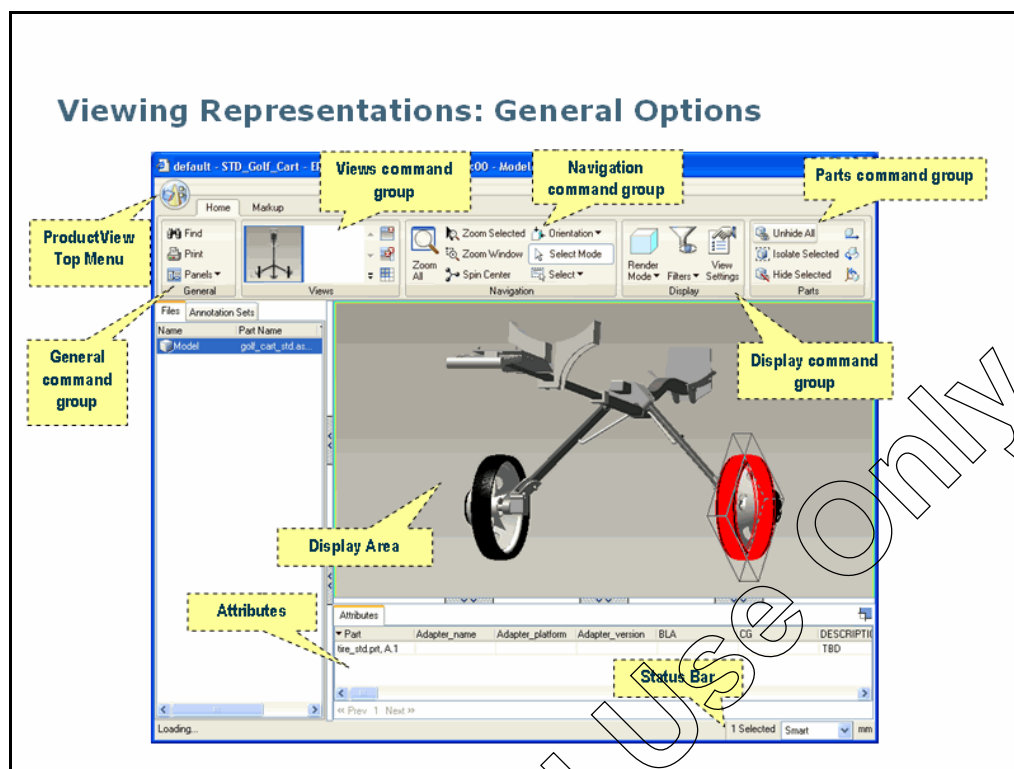 Viewing Representations: General Options
default - STD_Golf_Cart - E
:00 - Model
Views command
group
Navigation
command group
Parts command group
ProductView
Top Menu
Home
Markup
Find
Print
Panels
General
Views
Zoom
All
Zoom Selected
Zoom Window
Spin Center
Orientation
Select Mode
Select
Navigation
Render
Mode
Filters
View
Settings
Display
Unhide All
Isolate Selected
Hide Selected
Parts
Files
Annotation Sets
Name
Part Name
Model
golf_cart_std.as...
General
command
group
Display command
group
Display Area
Attributes
Attributes
Part
Adapter_name
Adapter_platform
Adapter_version
BLA
CG
DESCRIPTI
tire_std.prt, A.1
TBD
Status Bar
<< Prev 1 Next >>
Loading...
1 Selected
Smart
mm
Use Only